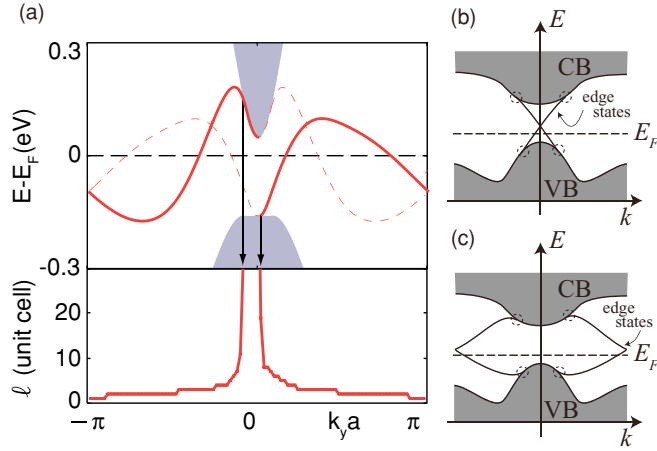 (a)
0.3
0
-0.3
E-E_F(eV)
20
10
0
ℓ (unit cell)
−π
0
k_y a
π
(b)
E
CB
edge
states
E_F
VB
k
(c)
E
CB
edge
states
E_F
VB
k